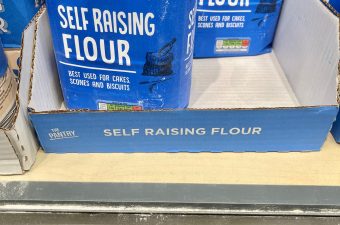 SELF RAISING
FLOUR
BEST USED FOR CAKES,
SCONES AND BISCUITS
FLOUR
BEST USED FOR CAKES,
SCONES AND BISCUITS
THE
PANTRY
SELF RAISING FLOUR